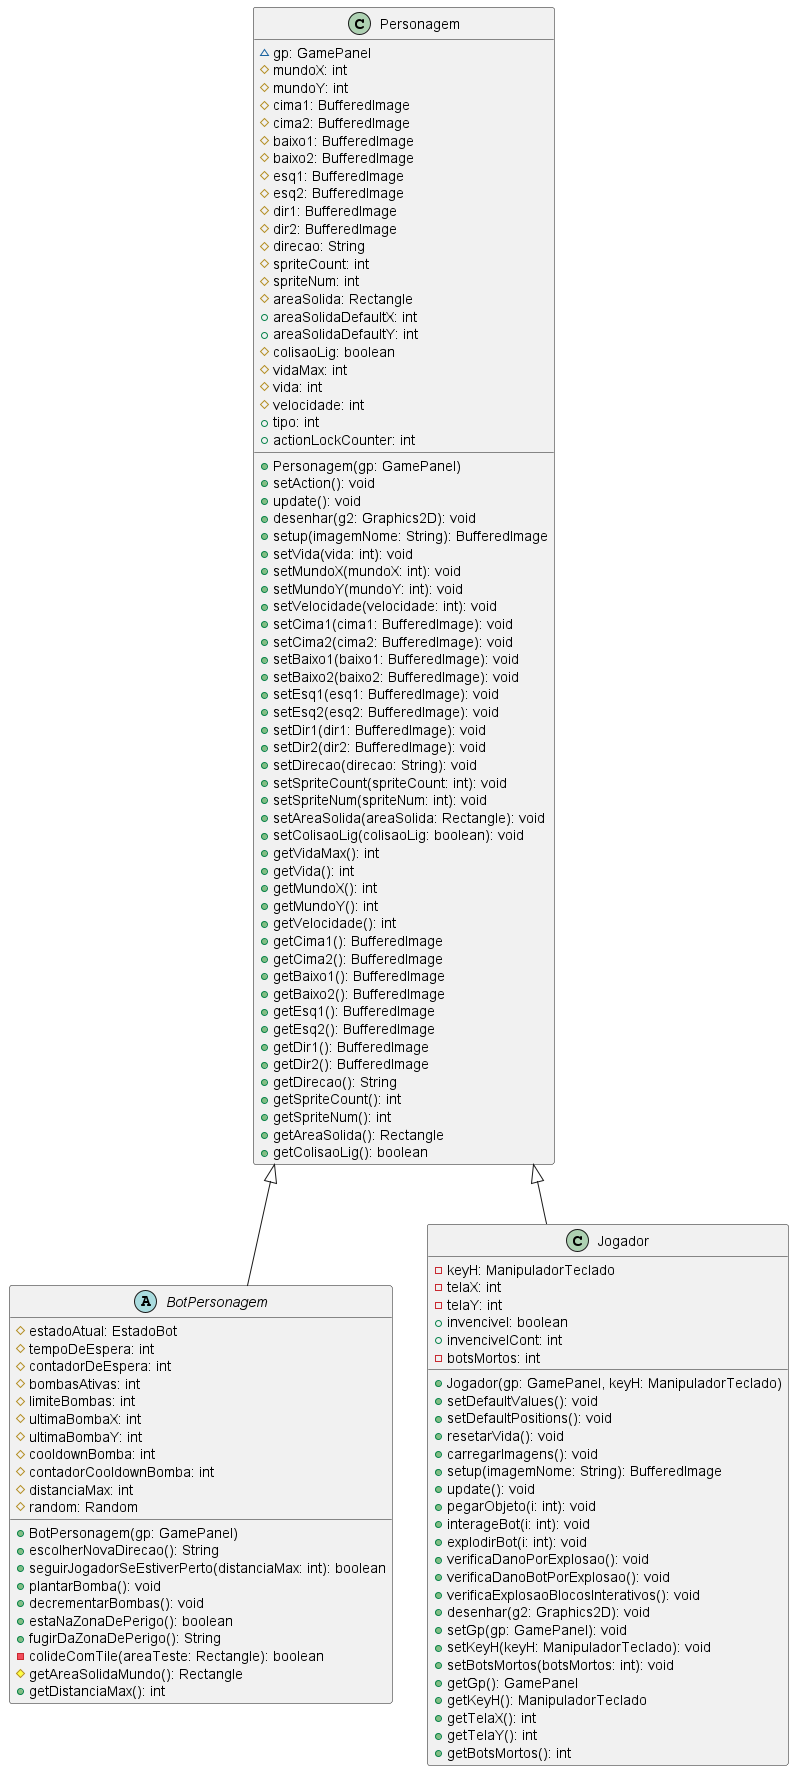 C Personagem
gp: GamePanel
mundoX: int
mundoY: int
cima1: BufferedImage
cima2: BufferedImage
baixo1: BufferedImage
baixo2: BufferedImage
esq1: BufferedImage
esq2: BufferedImage
dir1: BufferedImage
dir2: BufferedImage
direcao: String
spriteCount: int
spriteNum: int
areaSolida: Rectangle
areaSolidaDefaultX: int
areaSolidaDefaultY: int
colisaoLig: boolean
vidaMax: int
vida: int
velocidade: int
tipo: int
actionLockCounter: int
Personagem(gp: GamePanel)
setAction(): void
update(): void
desenhar(g2: Graphics2D): void
setup(imagemNome: String): BufferedImage
setVida(vida: int): void
setMundoX(mundoX: int): void
setMundoY(mundoY: int): void
setVelocidade(velocidade: int): void
setCima1(cima1: BufferedImage): void
setCima2(cima2: BufferedImage): void
setBaixo1(baixo1: BufferedImage): void
setBaixo2(baixo2: BufferedImage): void
setEsq1(esq1: BufferedImage): void
setEsq2(esq2: BufferedImage): void
setDir1(dir1: BufferedImage): void
setDir2(dir2: BufferedImage): void
setDirecao(direcao: String): void
setSpriteCount(spriteCount: int): void
setSpriteNum(spriteNum: int): void
setAreaSolida(areaSolida: Rectangle): void
setColisaoLig(colisaoLig: boolean): void
getVidaMax(): int
getVida(): int
getMundoX(): int
getMundoY(): int
getVelocidade(): int
getCima1(): BufferedImage
getCima2(): BufferedImage
getBaixo1(): BufferedImage
getBaixo2(): BufferedImage
getEsq1(): BufferedImage
getEsq2(): BufferedImage
getDir1(): BufferedImage
getDir2(): BufferedImage
getDirecao(): String
getSpriteCount(): int
getSpriteNum(): int
getAreaSolida(): Rectangle
getColisaoLig(): boolean
A BotPersonagem
estadoAtual: EstadoBot
tempoDeEspera: int
contadorDeEspera: int
bombasAtivas: int
limiteBombas: int
ultimaBombaX: int
ultimaBombaY: int
cooldownBomba: int
contadorCooldownBomba: int
distanciaMax: int
random: Random
BotPersonagem(gp: GamePanel)
escolherNovaDirecao(): String
seguirJogadorSeEstiverPerto(distanciaMax: int): boolean
plantarBomba(): void
decrementarBombas(): void
estaNaZonaDePerigo(): boolean
fugirDaZonaDePerigo(): String
colideComTile(areaTeste: Rectangle): boolean
getAreaSolidaMundo(): Rectangle
getDistanciaMax(): int
C Jogador
keyH: ManipuladorTeclado
telaX: int
telaY: int
invencivel: boolean
invencivelCont: int
botsMortos: int
Jogador(gp: GamePanel, keyH: ManipuladorTeclado)
setDefaultValues(): void
setDefaultPositions(): void
resetarVida(): void
carregarImagens(): void
setup(imagemNome: String): BufferedImage
update(): void
pegarObjeto(i: int): void
interageBot(i: int): void
explodirBot(i: int): void
verificaDanoPorExplosao(): void
verificaDanoBotPorExplosao(): void
verificaExplosaoBlocosInterativos(): void
desenhar(g2: Graphics2D): void
setGp(gp: GamePanel): void
setKeyH(keyH: ManipuladorTeclado): void
setBotsMortos(botsMortos: int): void
getGp(): GamePanel
getKeyH(): ManipuladorTeclado
getTelaX(): int
getTelaY(): int
getBotsMortos(): int